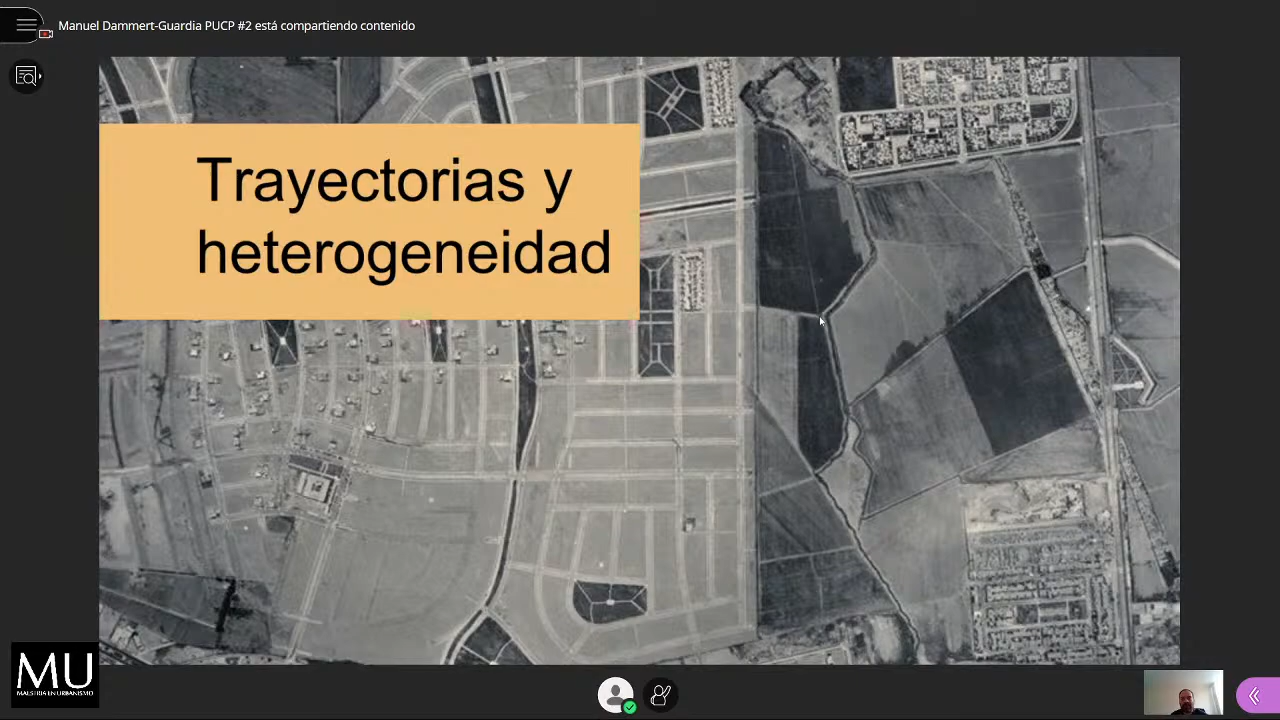 Manuel Dammert-Guardia PUCP #2 está compartiendo contenido
Trayectorias y
heterogeneidad
MU
MAESTRÍA EN URBANISMO